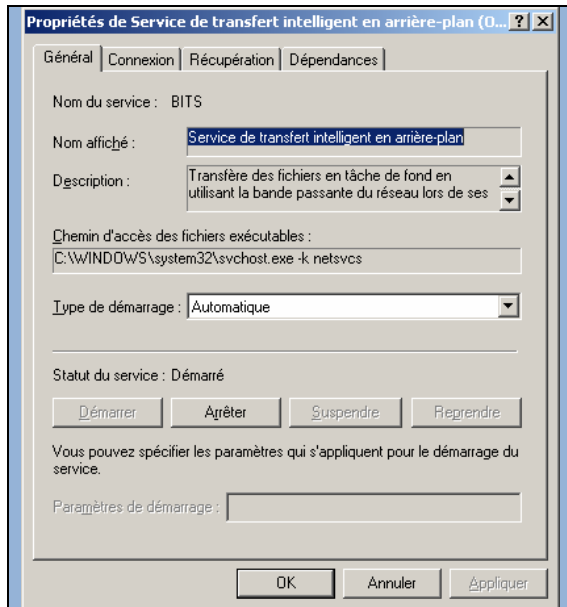 Propriétés de Service de transfert intelligent en arrière-plan (O...
Général Connexion Récupération Dépendances
Nom du service : BITS
Nom affiché : Service de transfert intelligent en arrière-plan
Description : Transfère des fichiers en tâche de fond en
utilisant la bande passante du réseau lors de ses
Chemin d'accès des fichiers exécutables :
C:\WINDOWS\system32\svchost.exe -k netsvcs
Type de démarrage : Automatique
Statut du service : Démarré
Démarrer Arrêter Suspendre Reprendre
Vous pouvez spécifier les paramètres qui s'appliquent pour le démarrage du
service.
Paramètres de démarrage :
OK Annuler Appliquer